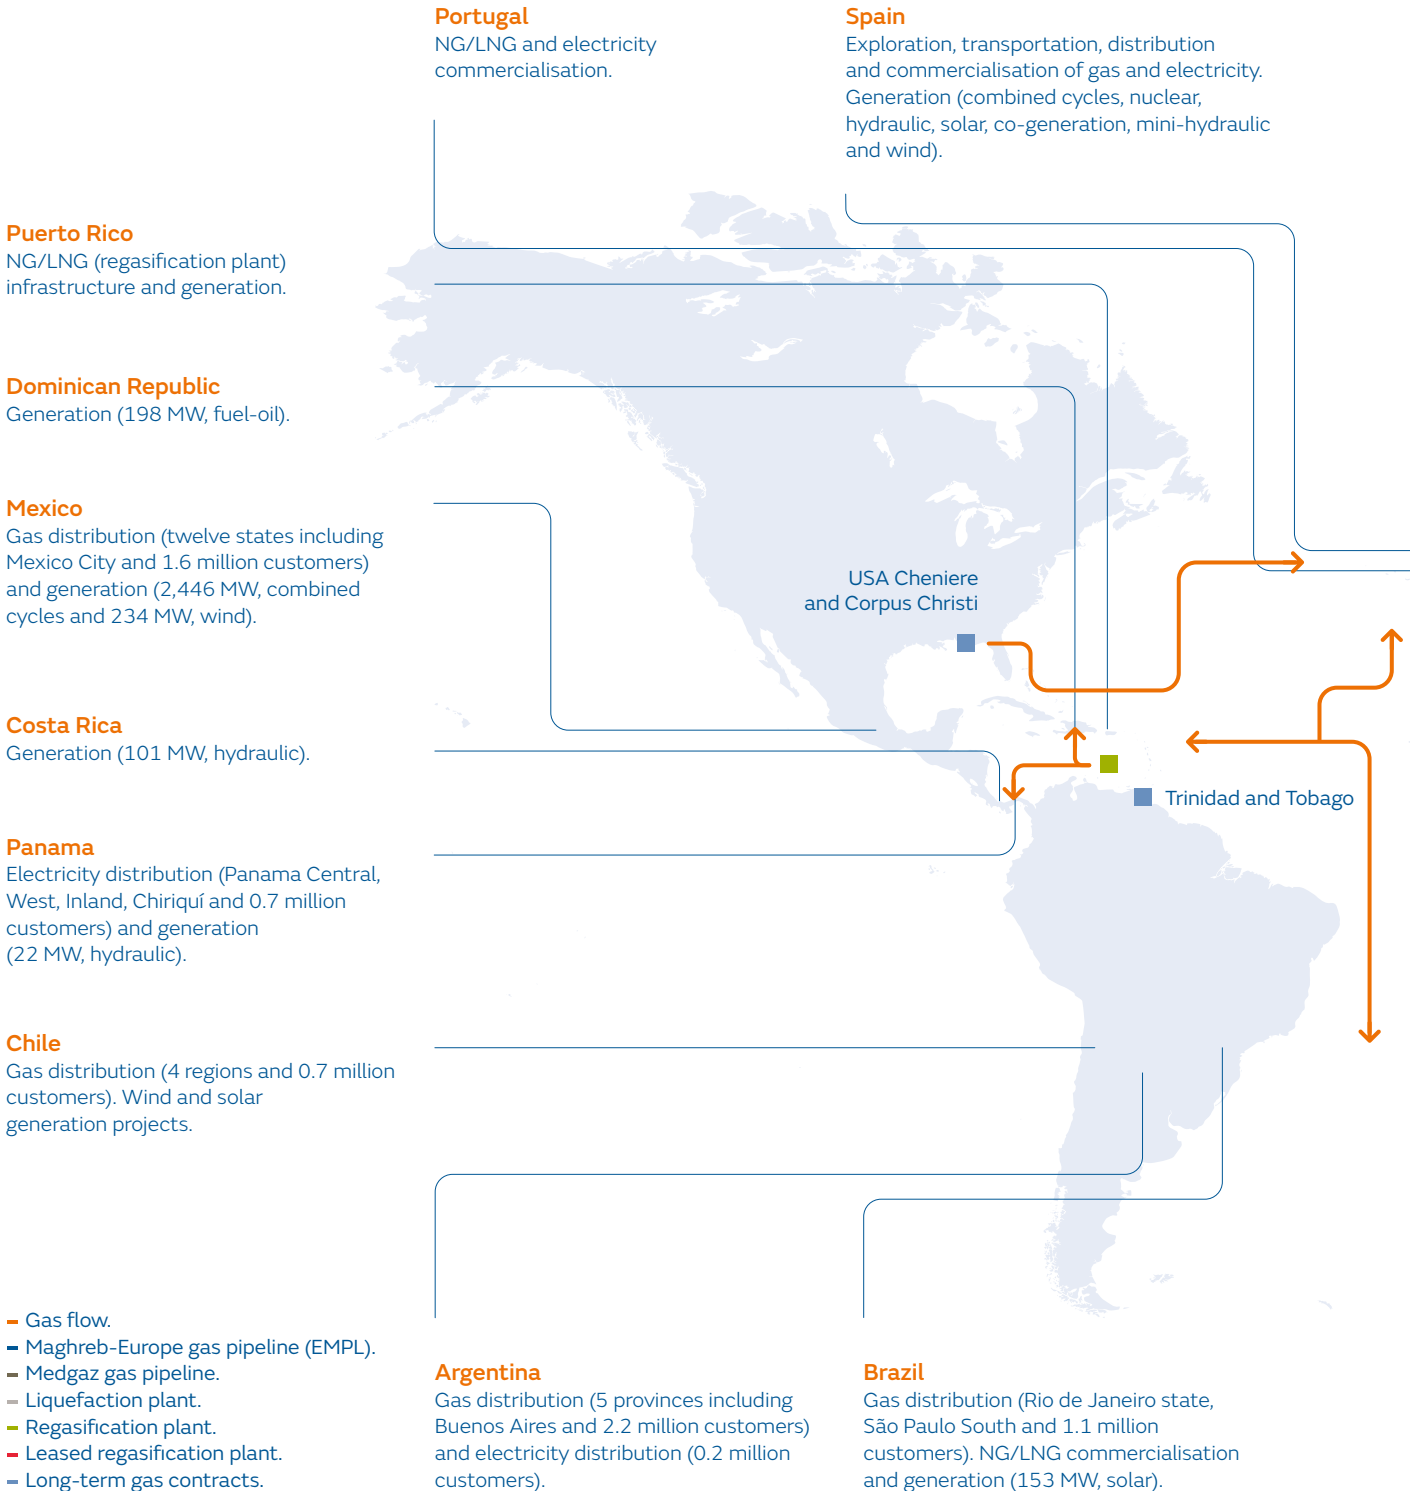 Portugal
NG/LNG and electricity
commercialisation.
Spain
Exploration, transportation, distribution
and commercialisation of gas and electricity.
Generation (combined cycles, nuclear,
hydraulic, solar, co-generation, mini-hydraulic
and wind).
Puerto Rico
NG/LNG (regasification plant)
infrastructure and generation.
Dominican Republic
Generation (198 MW, fuel-oil).
Mexico
Gas distribution (twelve states including
Mexico City and 1.6 million customers)
and generation (2,446 MW, combined
cycles and 234 MW, wind).
USA Cheniere
and Corpus Christi
Costa Rica
Generation (101 MW, hydraulic).
Trinidad and Tobago
Panama
Electricity distribution (Panama Central,
West, Inland, Chiriquí and 0.7 million
customers) and generation
(22 MW, hydraulic).
Chile
Gas distribution (4 regions and 0.7 million
customers). Wind and solar
generation projects.
Gas flow.
Maghreb-Europe gas pipeline (EMPL).
Medgaz gas pipeline.
Liquefaction plant.
Regasification plant.
Leased regasification plant.
Long-term gas contracts.
Argentina
Gas distribution (5 provinces including
Buenos Aires and 2.2 million customers)
and electricity distribution (0.2 million
customers).
Brazil
Gas distribution (Rio de Janeiro state,
São Paulo South and 1.1 million
customers). NG/LNG commercialisation
and generation (153 MW, solar).